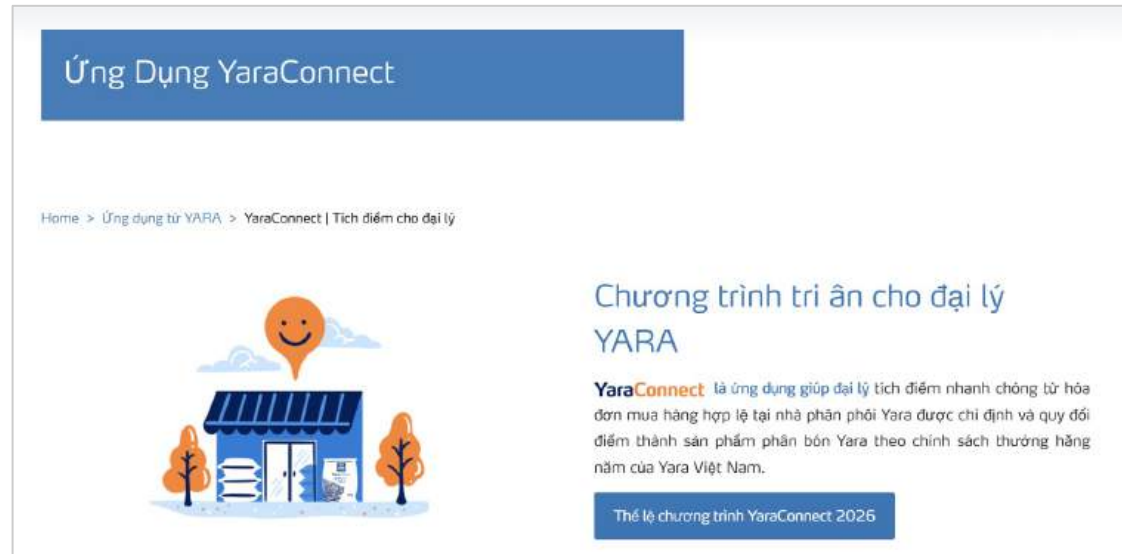 Ứng Dụng YaraConnect
Home > Ứng dụng từ YARA > YaraConnect | Tích điểm cho đại lý
Chương trình tri ân cho đại lý
YARA
YaraConnect là ứng dụng giúp đại lý tích điểm nhanh chóng từ hóa
đơn mua hàng hợp lệ tại nhà phân phối Yara được chỉ định và quy đổi
điểm thành sản phẩm phân bón Yara theo chính sách thưởng hằng
năm của Yara Việt Nam.
Thể lệ chương trình YaraConnect 2026